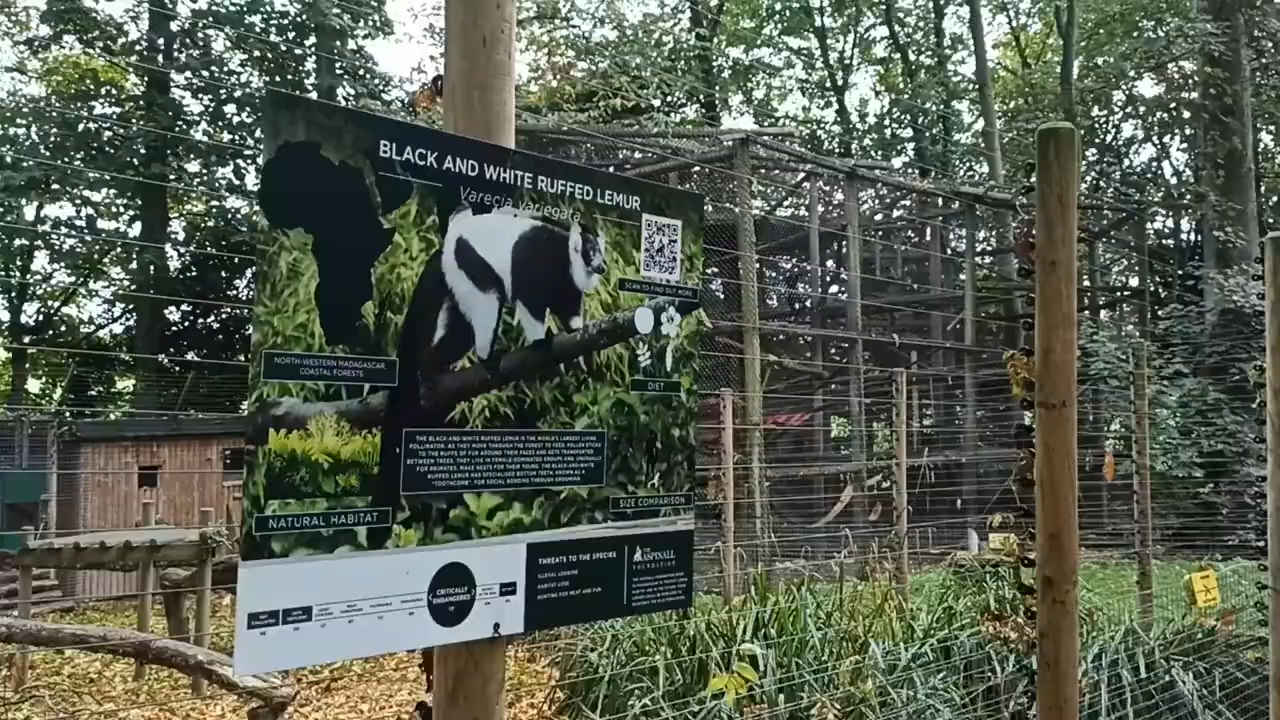 BLACK AND WHITE RUFFED LEMUR
Varecia variegata
SCAN TO FIND OUT MORE
NORTH-WESTERN MADAGASCAR,
COASTAL FORESTS
DIET
THE BLACK-AND-WHITE RUFFED LEMUR IS THE WORLD'S LARGEST LIVING
POLLINATOR. AS THEY MOVE THROUGH THE FOREST TO FEED, POLLEN STICKS
TO THE RUFFS OF FUR AROUND THEIR FACES AND GETS TRANSPORTED
BETWEEN TREES. THEY LIVE IN FEMALE-DOMINATED GROUPS AND, UNUSUALLY
FOR PRIMATES, MAKE NESTS FOR THEIR YOUNG. THE BLACK-AND-WHITE
RUFFED LEMUR HAS SPECIALISED BOTTOM TEETH, KNOWN AS A
"TOOTHCOMB", FOR SOCIAL BONDING THROUGH GROOMING
SIZE COMPARISON
NATURAL HABITAT
CRITICALLY
ENDANGERED
THREATS TO THE SPECIES
ILLEGAL LOGGING
HABITAT LOSS
HUNTING FOR MEAT AND FUR
THE
ASPINALL
FOUNDATION